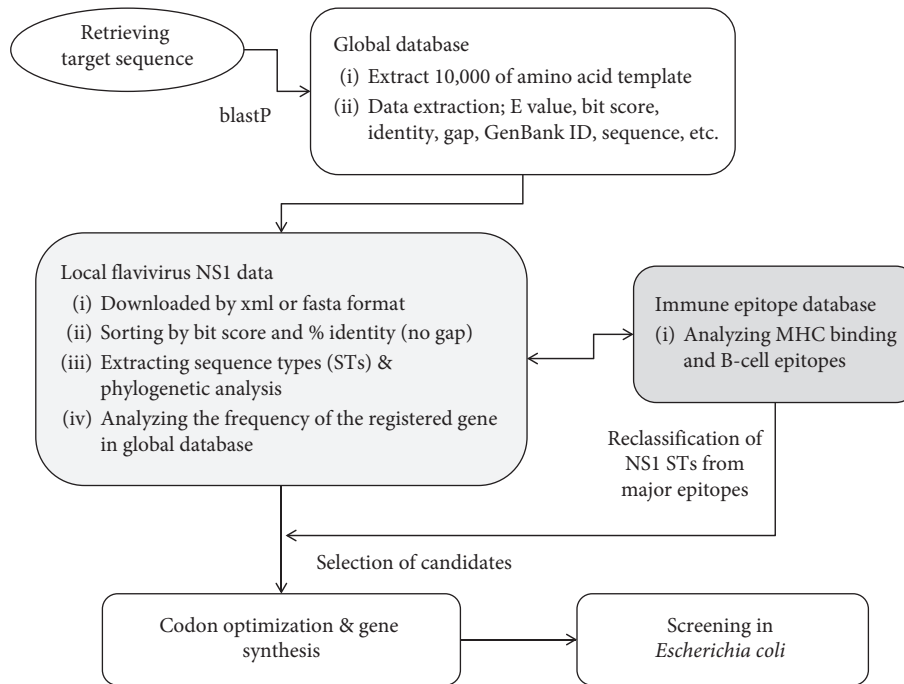 Retrieving
target sequence
blastP
Global database
(i) Extract 10,000 of amino acid template
(ii) Data extraction; E value, bit score,
identity, gap, GenBank ID, sequence, etc.
Local flavivirus NS1 data
(i) Downloaded by xml or fasta format
(ii) Sorting by bit score and % identity (no gap)
(iii) Extracting sequence types (STs) &
phylogenetic analysis
(iv) Analyzing the frequency of the registered gene
in global database
Immune epitope database
(i) Analyzing MHC binding
and B-cell epitopes
Reclassification of
NS1 STs from
major epitopes
Selection of candidates
Codon optimization & gene
synthesis
Screening in
Escherichia coli